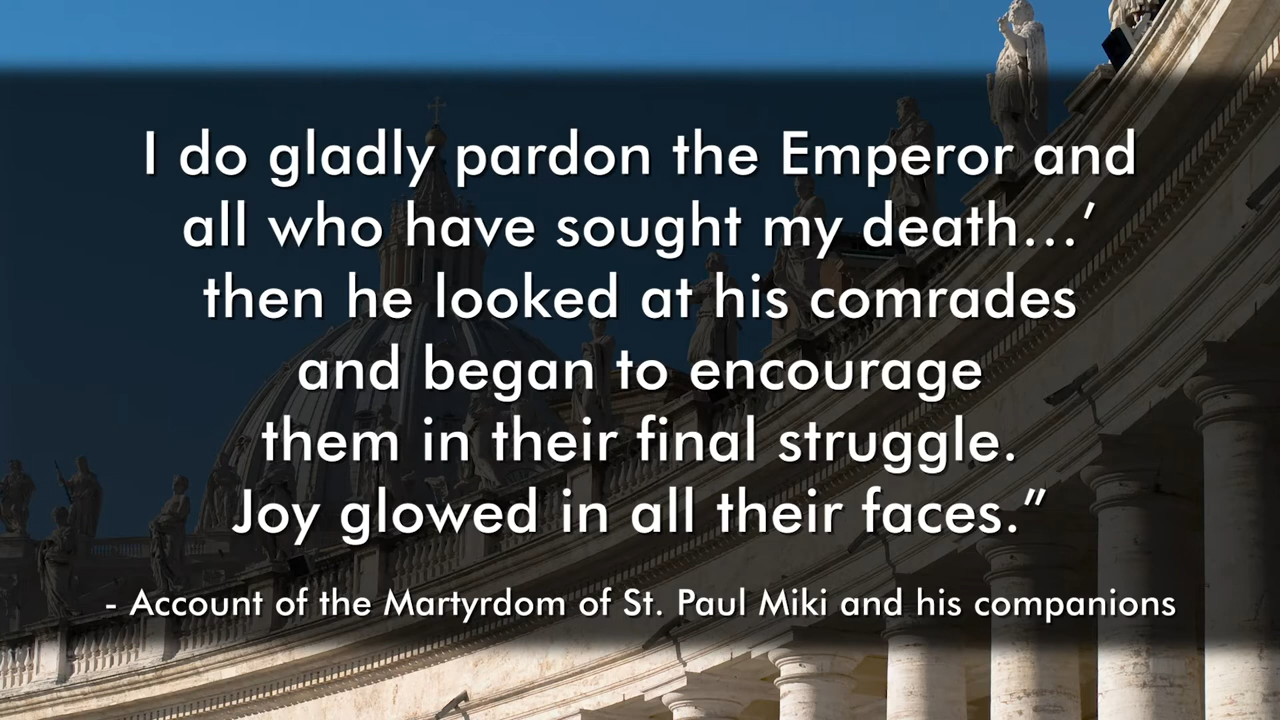 I do gladly pardon the Emperor and
all who have sought my death...’
then he looked at his comrades
and began to encourage
them in their final struggle.
Joy glowed in all their faces.”
- Account of the Martyrdom of St. Paul Miki and his companions